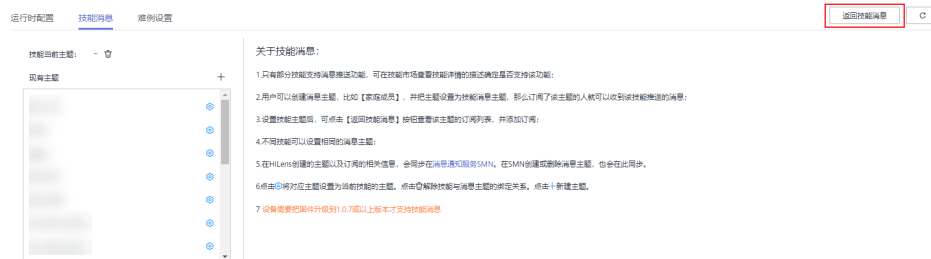 运行时配置 技能消息 难例设置 返回技能消息
技能当前主题： -
现有主题
关于技能消息：
1.只有部分技能支持消息推送功能，可在技能市场查看技能详情的描述确定是否支持该功能；
2.用户可以创建消息主题，比如【家庭成员】，并把主题设置为技能消息主题，那么订阅了该主题的人就可以收到该技能推送的消息；
3.设置技能主题后，可点击【返回技能消息】按钮查看该主题的订阅列表，并添加订阅；
4.不同技能可以设置相同的消息主题；
5.在HiLens创建的主题以及订阅的相关信息，会同步在消息通知服务SMN。在SMN创建或删除消息主题，也会在此同步。
6点击将对应主题设置为当前技能的主题。点击解除技能与消息主题的绑定关系。点击新建主题。
7 设备需要把固件升级到1.0.7或以上版本才支持技能消息